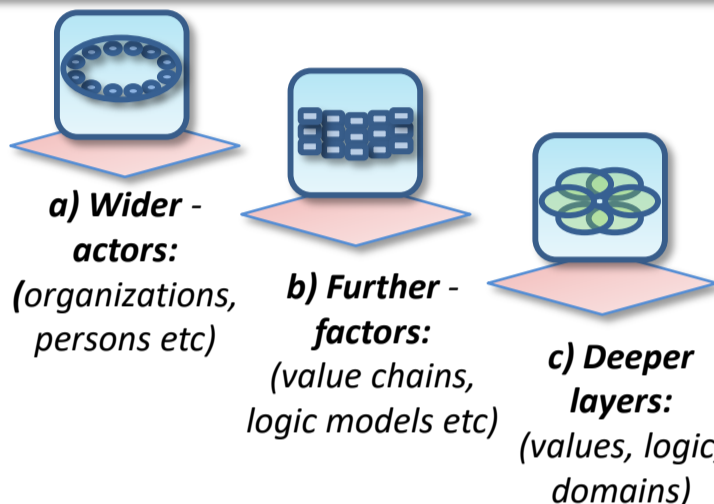 a) Wider -
actors:
(organizations,
persons etc)
b) Further -
factors:
(value chains,
logic models etc)
c) Deeper
layers:
(values, logic,
domains)